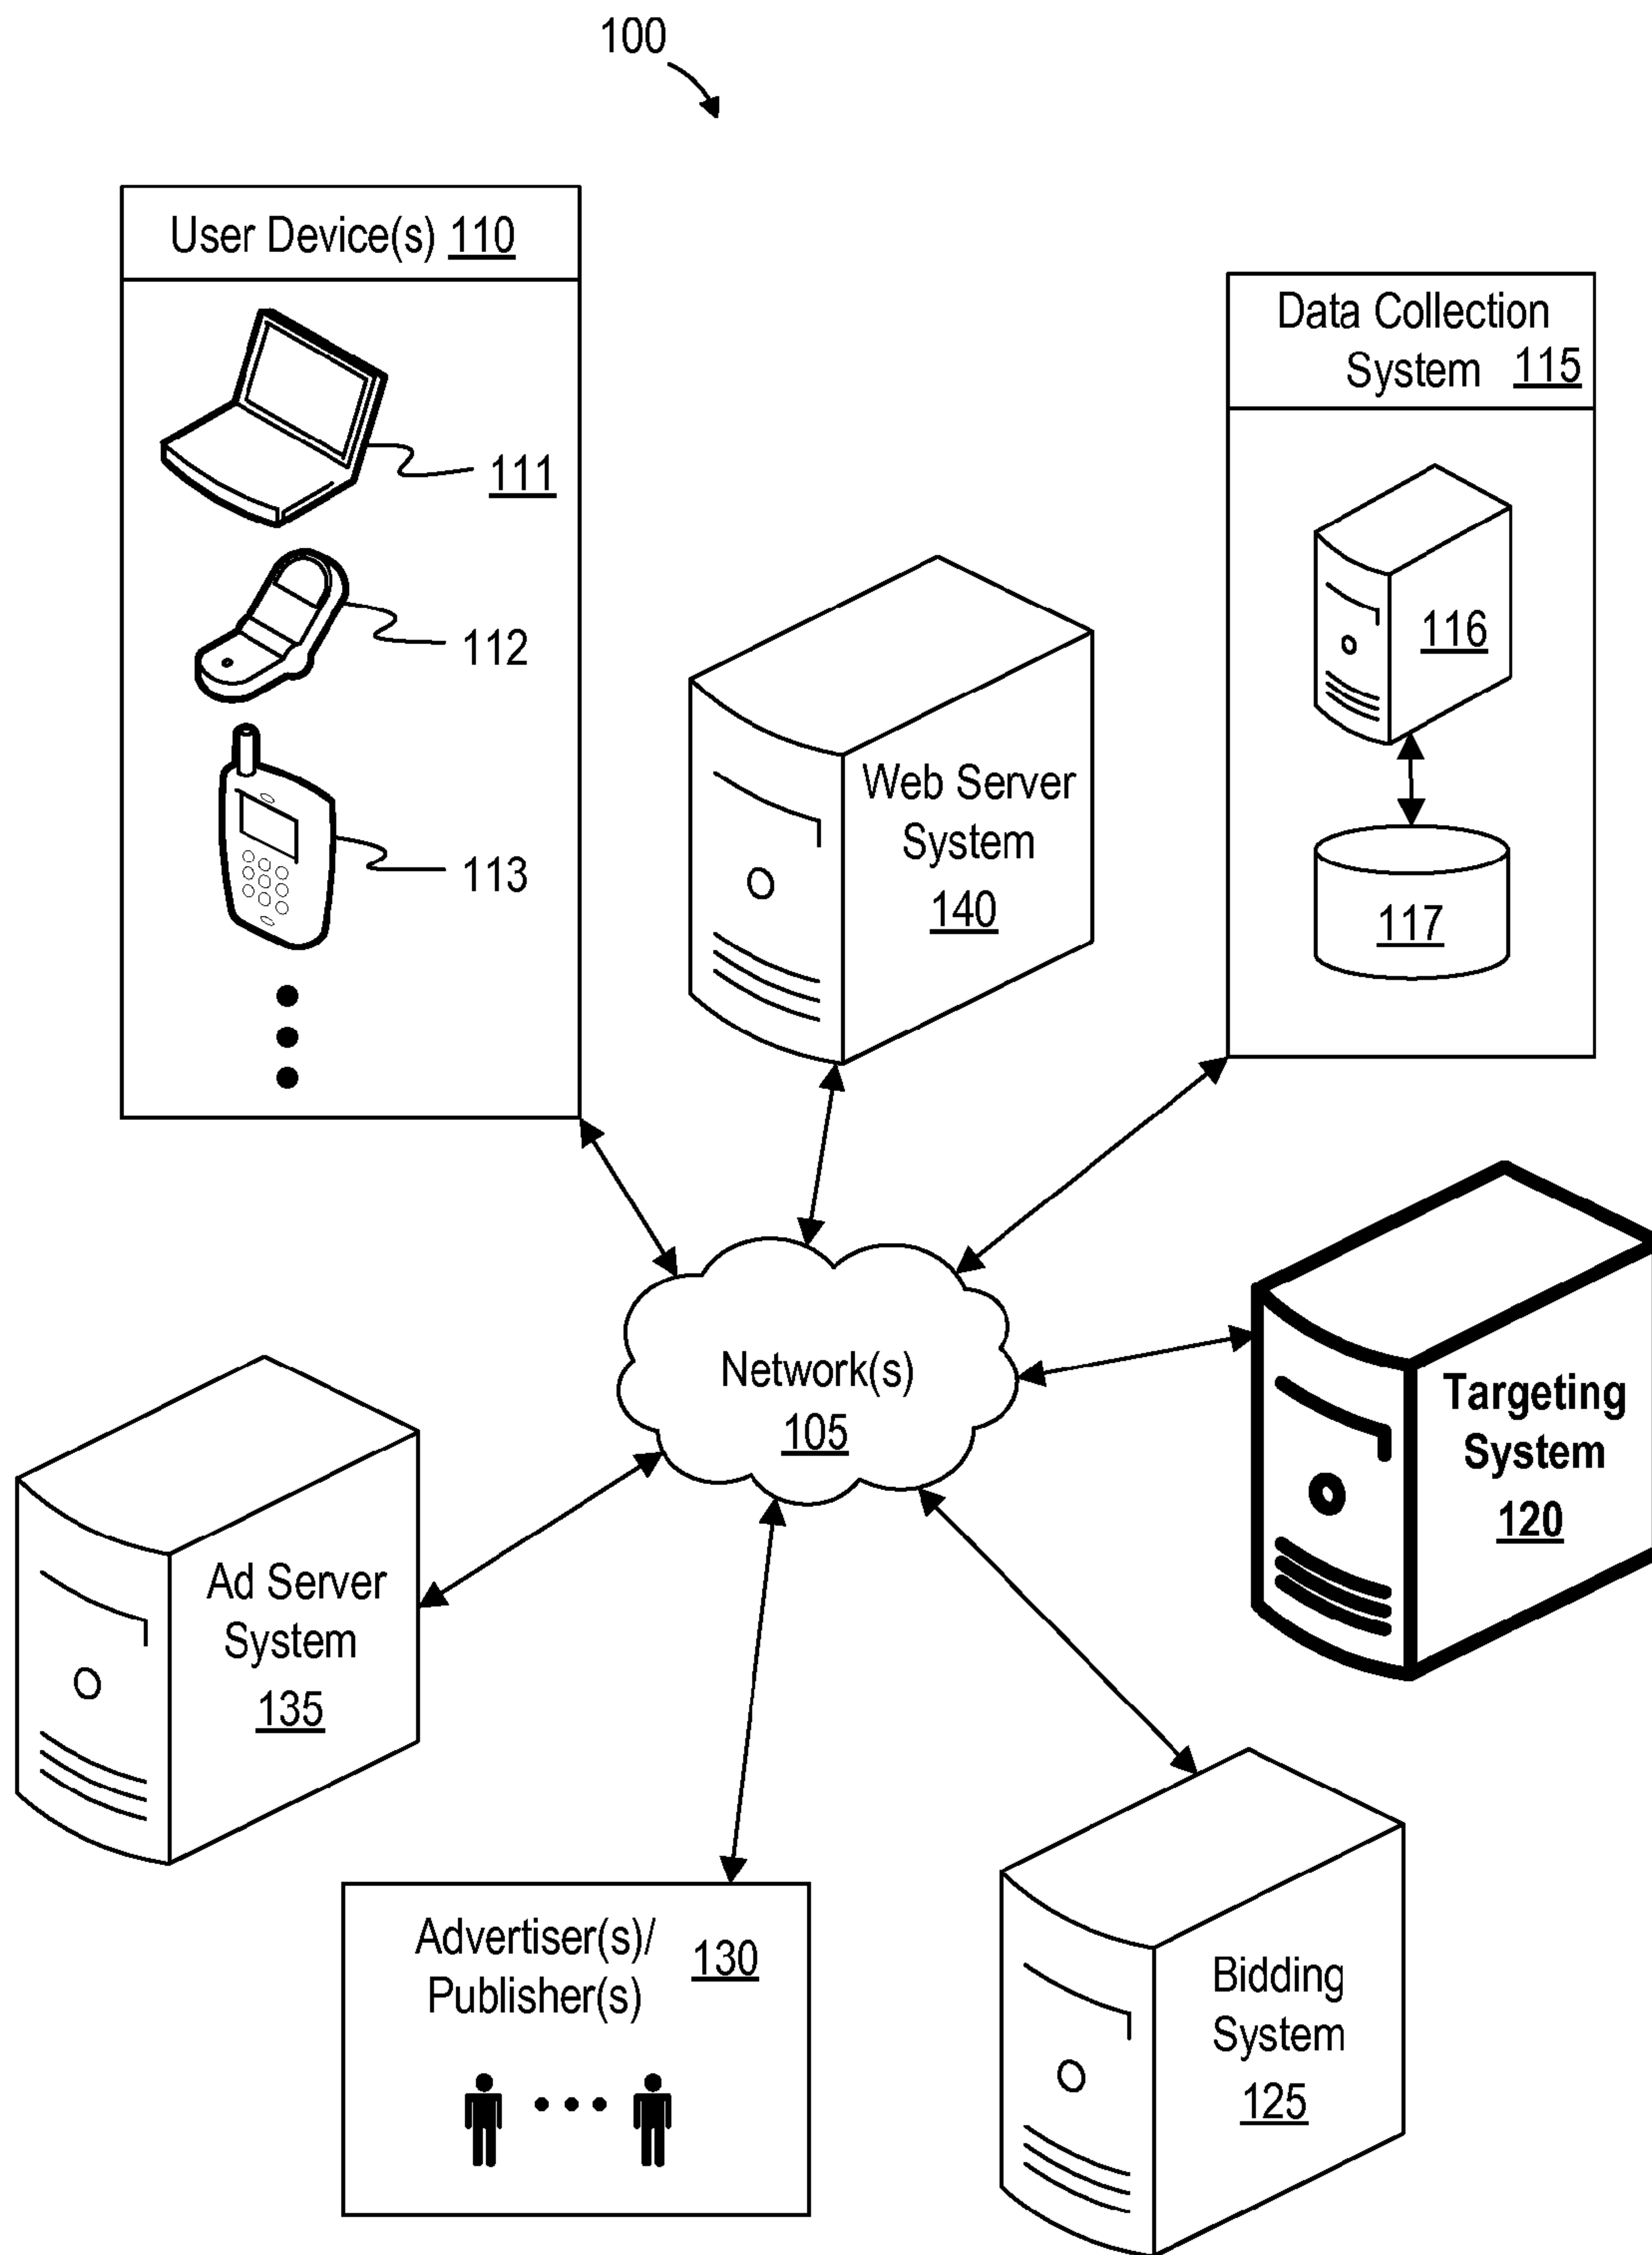 100
User Device(s) 110
111
112
113
Data Collection
System 115
116
117
Web Server
System
140
Network(s)
105
Targeting
System
120
Ad Server
System
135
Advertiser(s)/ 130
Publisher(s)
Bidding
System
125